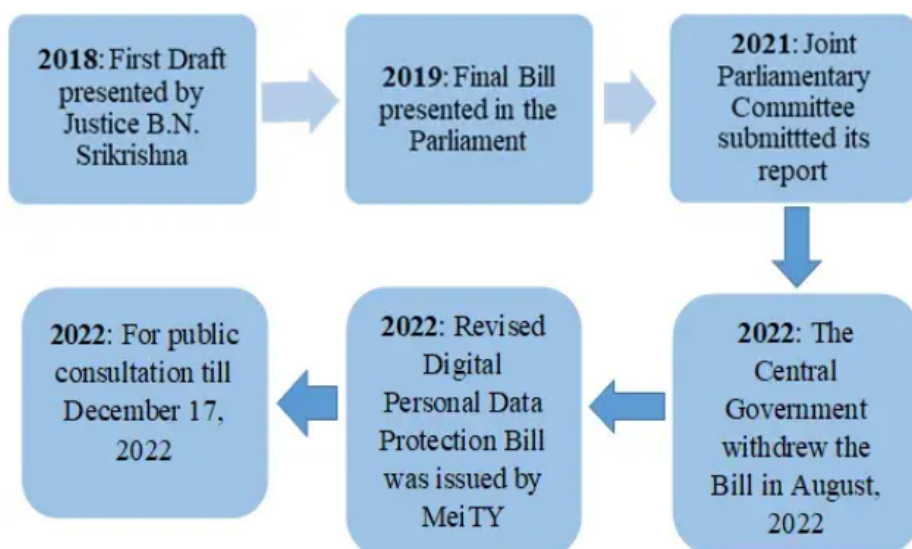 2018: First Draft
presented by
Justice B.N.
Srikrishna
2019: Final Bill
presented in the
Parliament
2021: Joint
Parliamentary
Committee
submittted its
report
2022: The
Central
Government
withdrew the
Bill in August,
2022
2022: Revised
Digital
Personal Data
Protection Bill
was issued by
MeiTY
2022: For public
consultation till
December 17,
2022